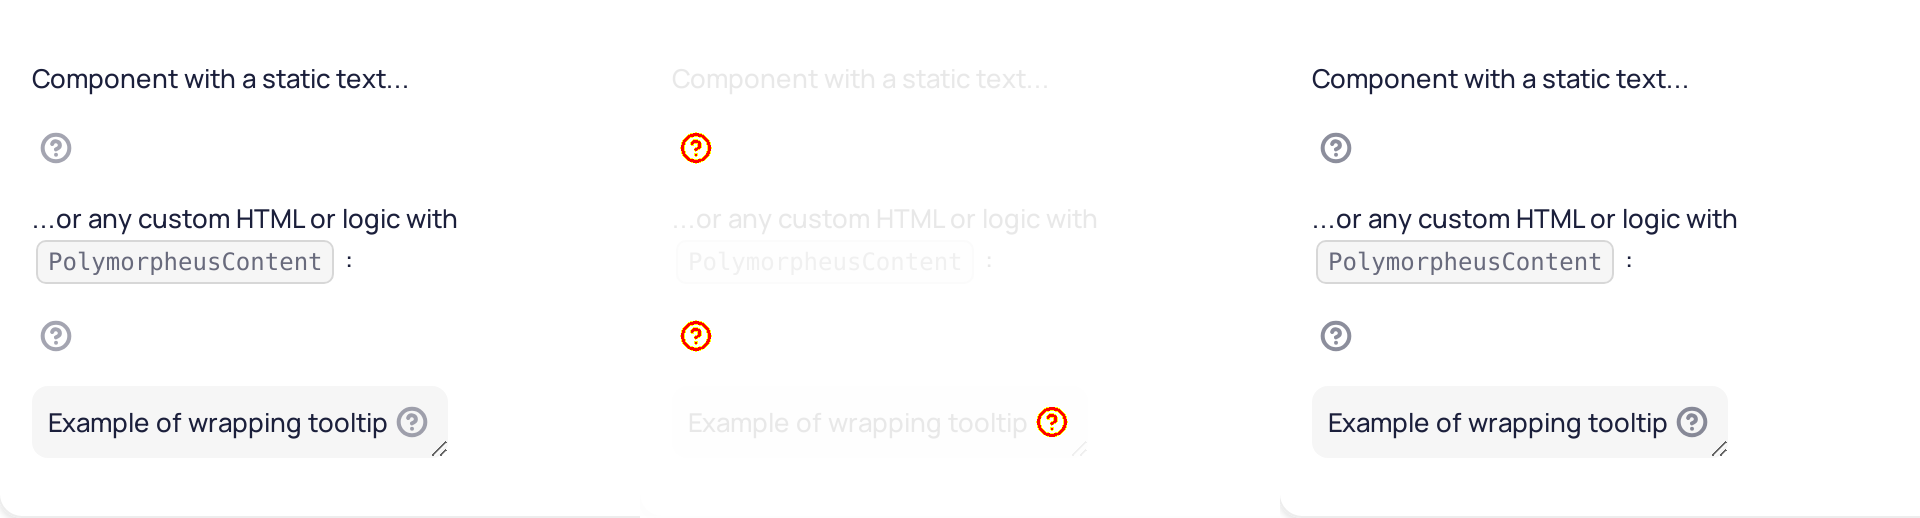 Component with a static text...
?
...or any custom HTML or logic with
PolymorpheusContent :
?
Example of wrapping tooltip ?
Component with a static text...
?
...or any custom HTML or logic with
PolymorpheusContent :
?
Example of wrapping tooltip ?
Component with a static text...
?
...or any custom HTML or logic with
PolymorpheusContent :
?
Example of wrapping tooltip ?